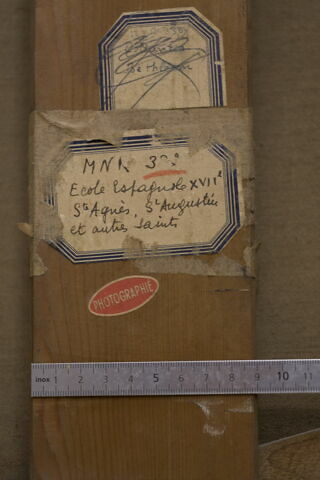 MNR
Ecole Espagnole XVIIe
Ste Agnès, St Augustin
et autres Saints
PHOTOGRAPHIE
inox 1 2 3 4 5 6 7 8 9 10 11